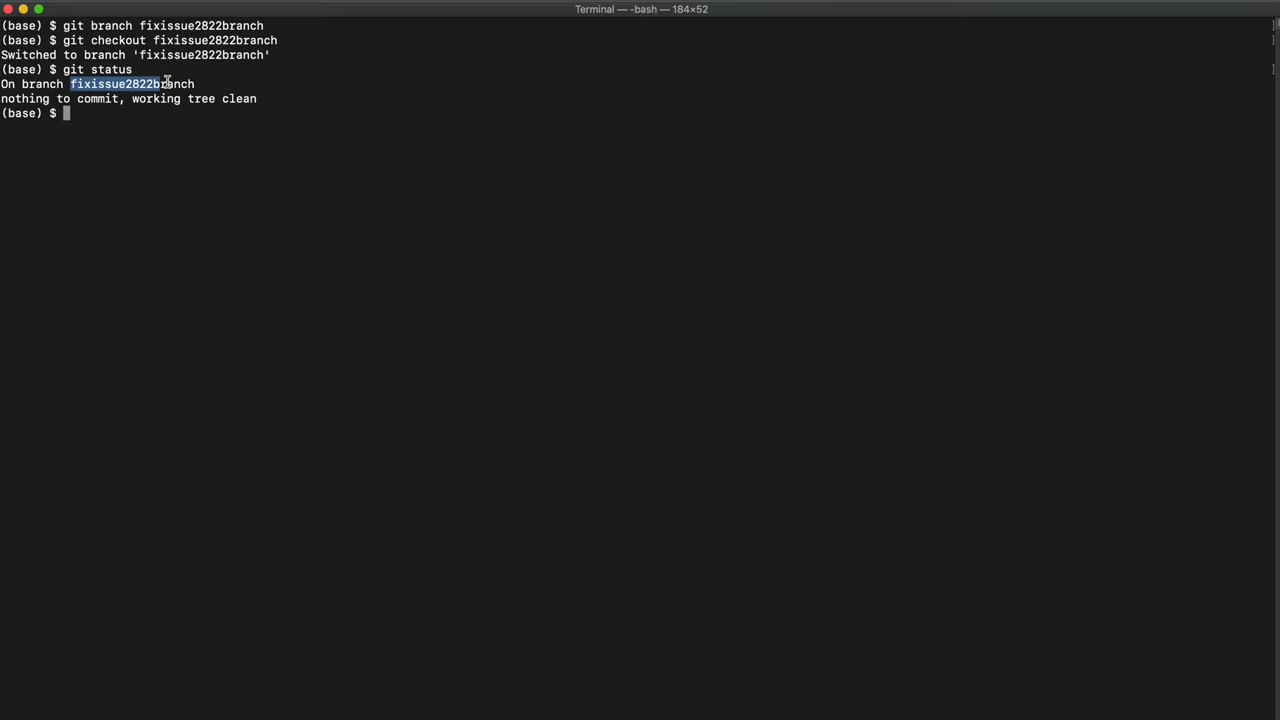 Terminal — -bash — 184×52
(base) $ git branch fixissue2822branch
(base) $ git checkout fixissue2822branch
Switched to branch 'fixissue2822branch'
(base) $ git status
On branch fixissue2822branch
nothing to commit, working tree clean
(base) $